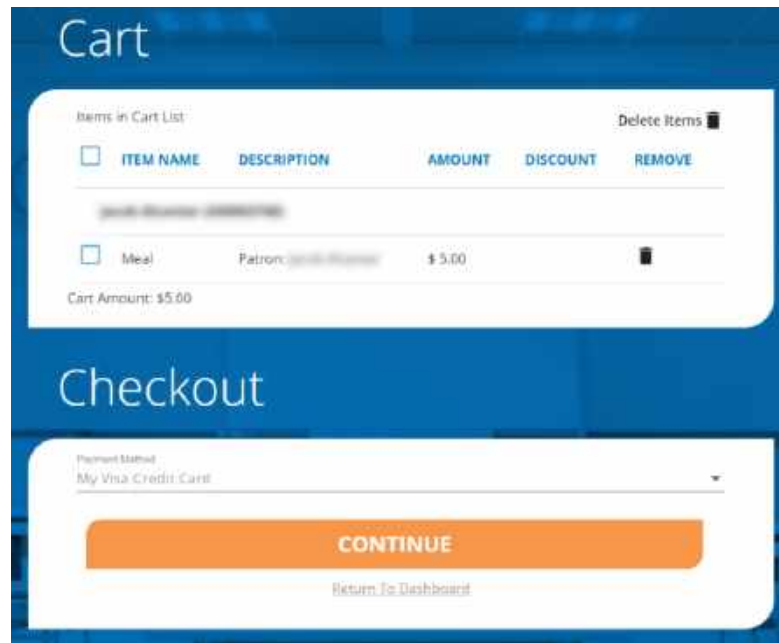 Cart
Items in Cart List
Delete Items
ITEM NAME DESCRIPTION AMOUNT DISCOUNT REMOVE
Meal Patron: $ 5.00
Cart Amount: $5.00
Checkout
Payment Method
My Visa Credit Card
CONTINUE
Return To Dashboard